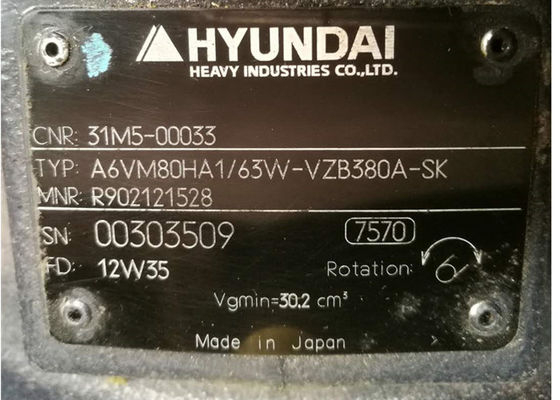 HYUNDAI
HEAVY INDUSTRIES CO.,LTD.
CNR: 31M5-00033
TYP: A6VM80HA1/63W-VZB380A-SK
MNR: R902121528
SN: 00303509 7570
FD: 12W35 Rotation:
Vgmin=30.2 cm³
Made in Japan